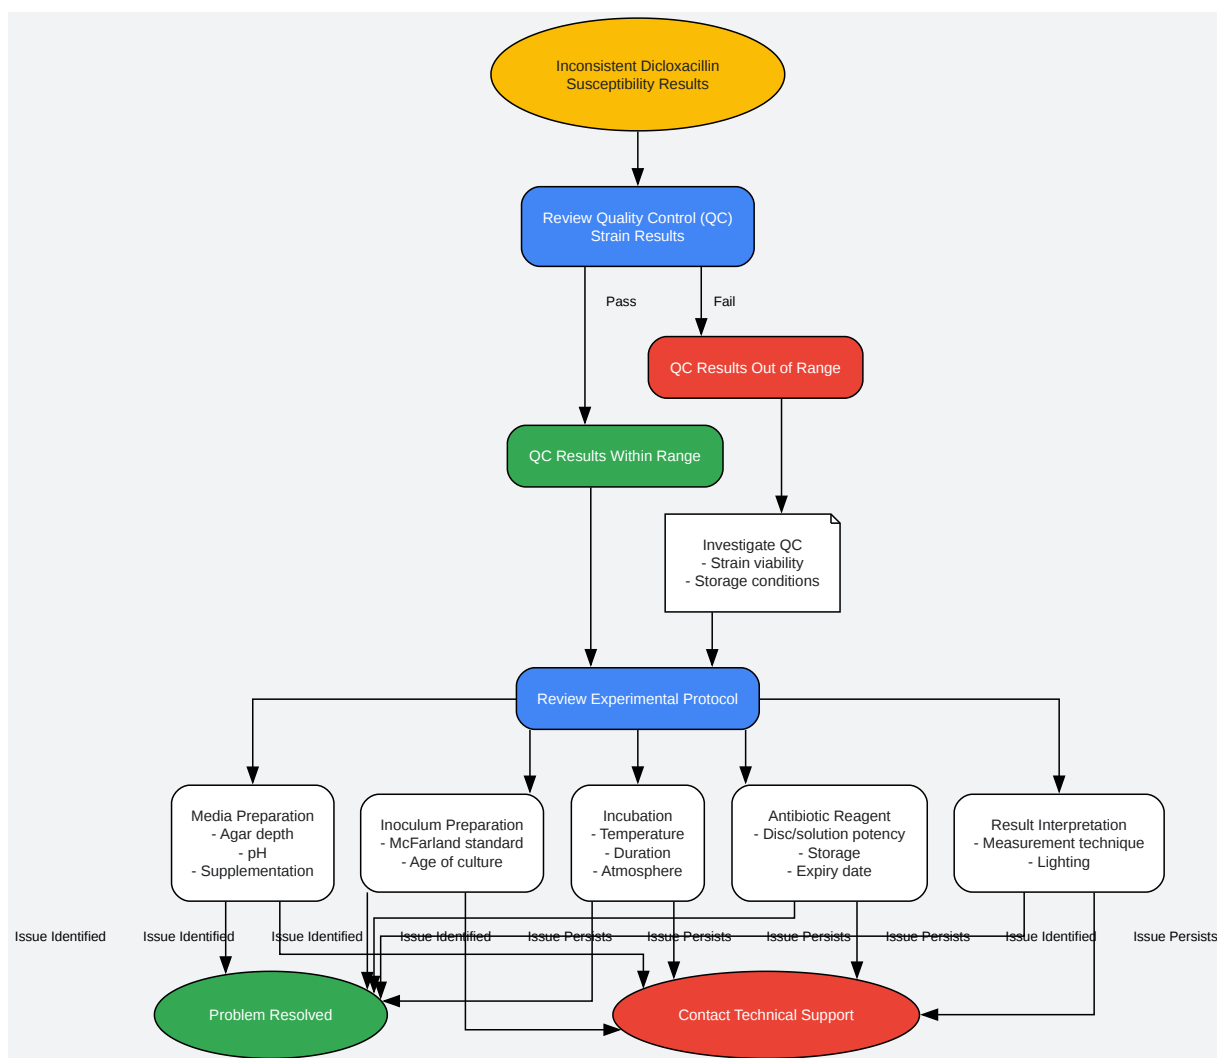 Inconsistent Dicloxacillin
Susceptibility Results
Review Quality Control (QC)
Strain Results
Pass
Fail
QC Results Out of Range
QC Results Within Range
Investigate QC
- Strain viability
- Storage conditions
Review Experimental Protocol
Media Preparation
- Agar depth
- pH
- Supplementation
Inoculum Preparation
- McFarland standard
- Age of culture
Incubation
- Temperature
- Duration
- Atmosphere
Antibiotic Reagent
- Disc/solution potency
- Storage
- Expiry date
Result Interpretation
- Measurement technique
- Lighting
Issue Identified
Issue Identified
Issue Identified
Issue Identified
Issue Persists
Issue Persists
Issue Persists
Issue Persists
Issue Identified
Issue Persists
Problem Resolved
Contact Technical Support